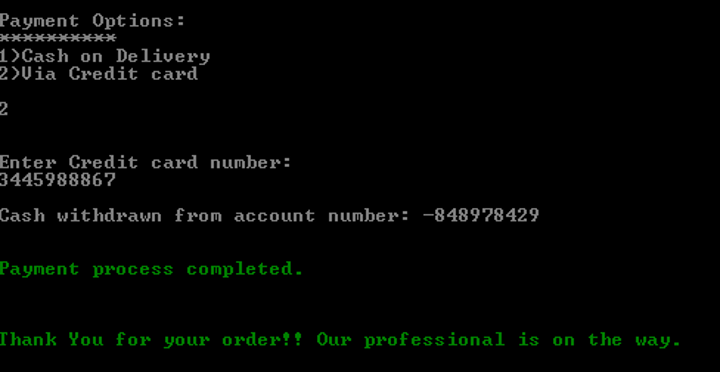 Payment Options:
**********
1)Cash on Delivery
2)Via Credit card
2
Enter Credit card number:
3445988867
Cash withdrawn from account number: -848978429
Payment process completed.
Thank You for your order!! Our professional is on the way.